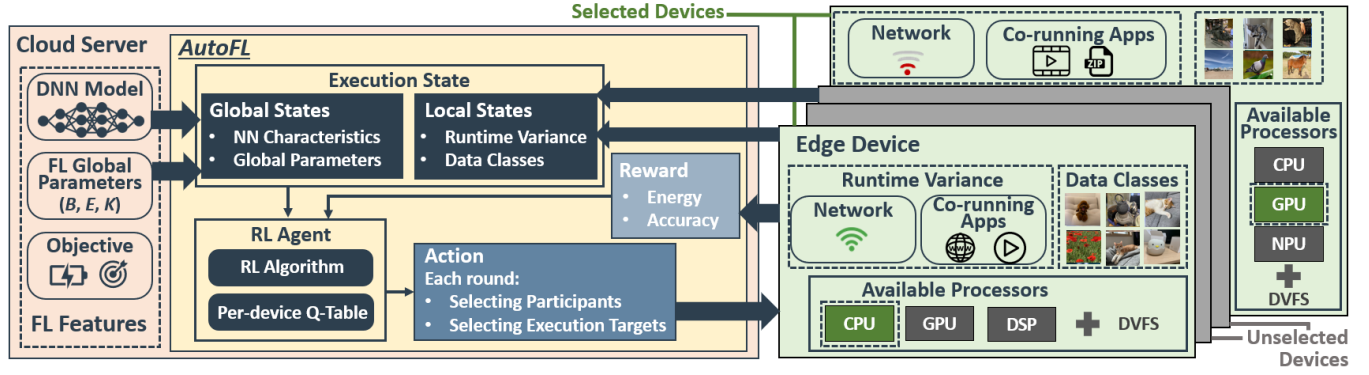 Selected Devices
Cloud Server
DNN Model
FL Global
Parameters
(B, E, K)
Objective
FL Features
AutoFL
Execution State
Global States
• NN Characteristics
• Global Parameters
Local States
• Runtime Variance
• Data Classes
Reward
• Energy
• Accuracy
RL Agent
RL Algorithm
Per-device Q-Table
Action
Each round:
• Selecting Participants
• Selecting Execution Targets
Edge Device
Runtime Variance
Network
Co-running
Apps
WWW
Data Classes
Available Processors
CPU
GPU
DSP
DVFS
Network
Co-running Apps
ZIP
Available
Processors
CPU
GPU
NPU
DVFS
Unselected
Devices